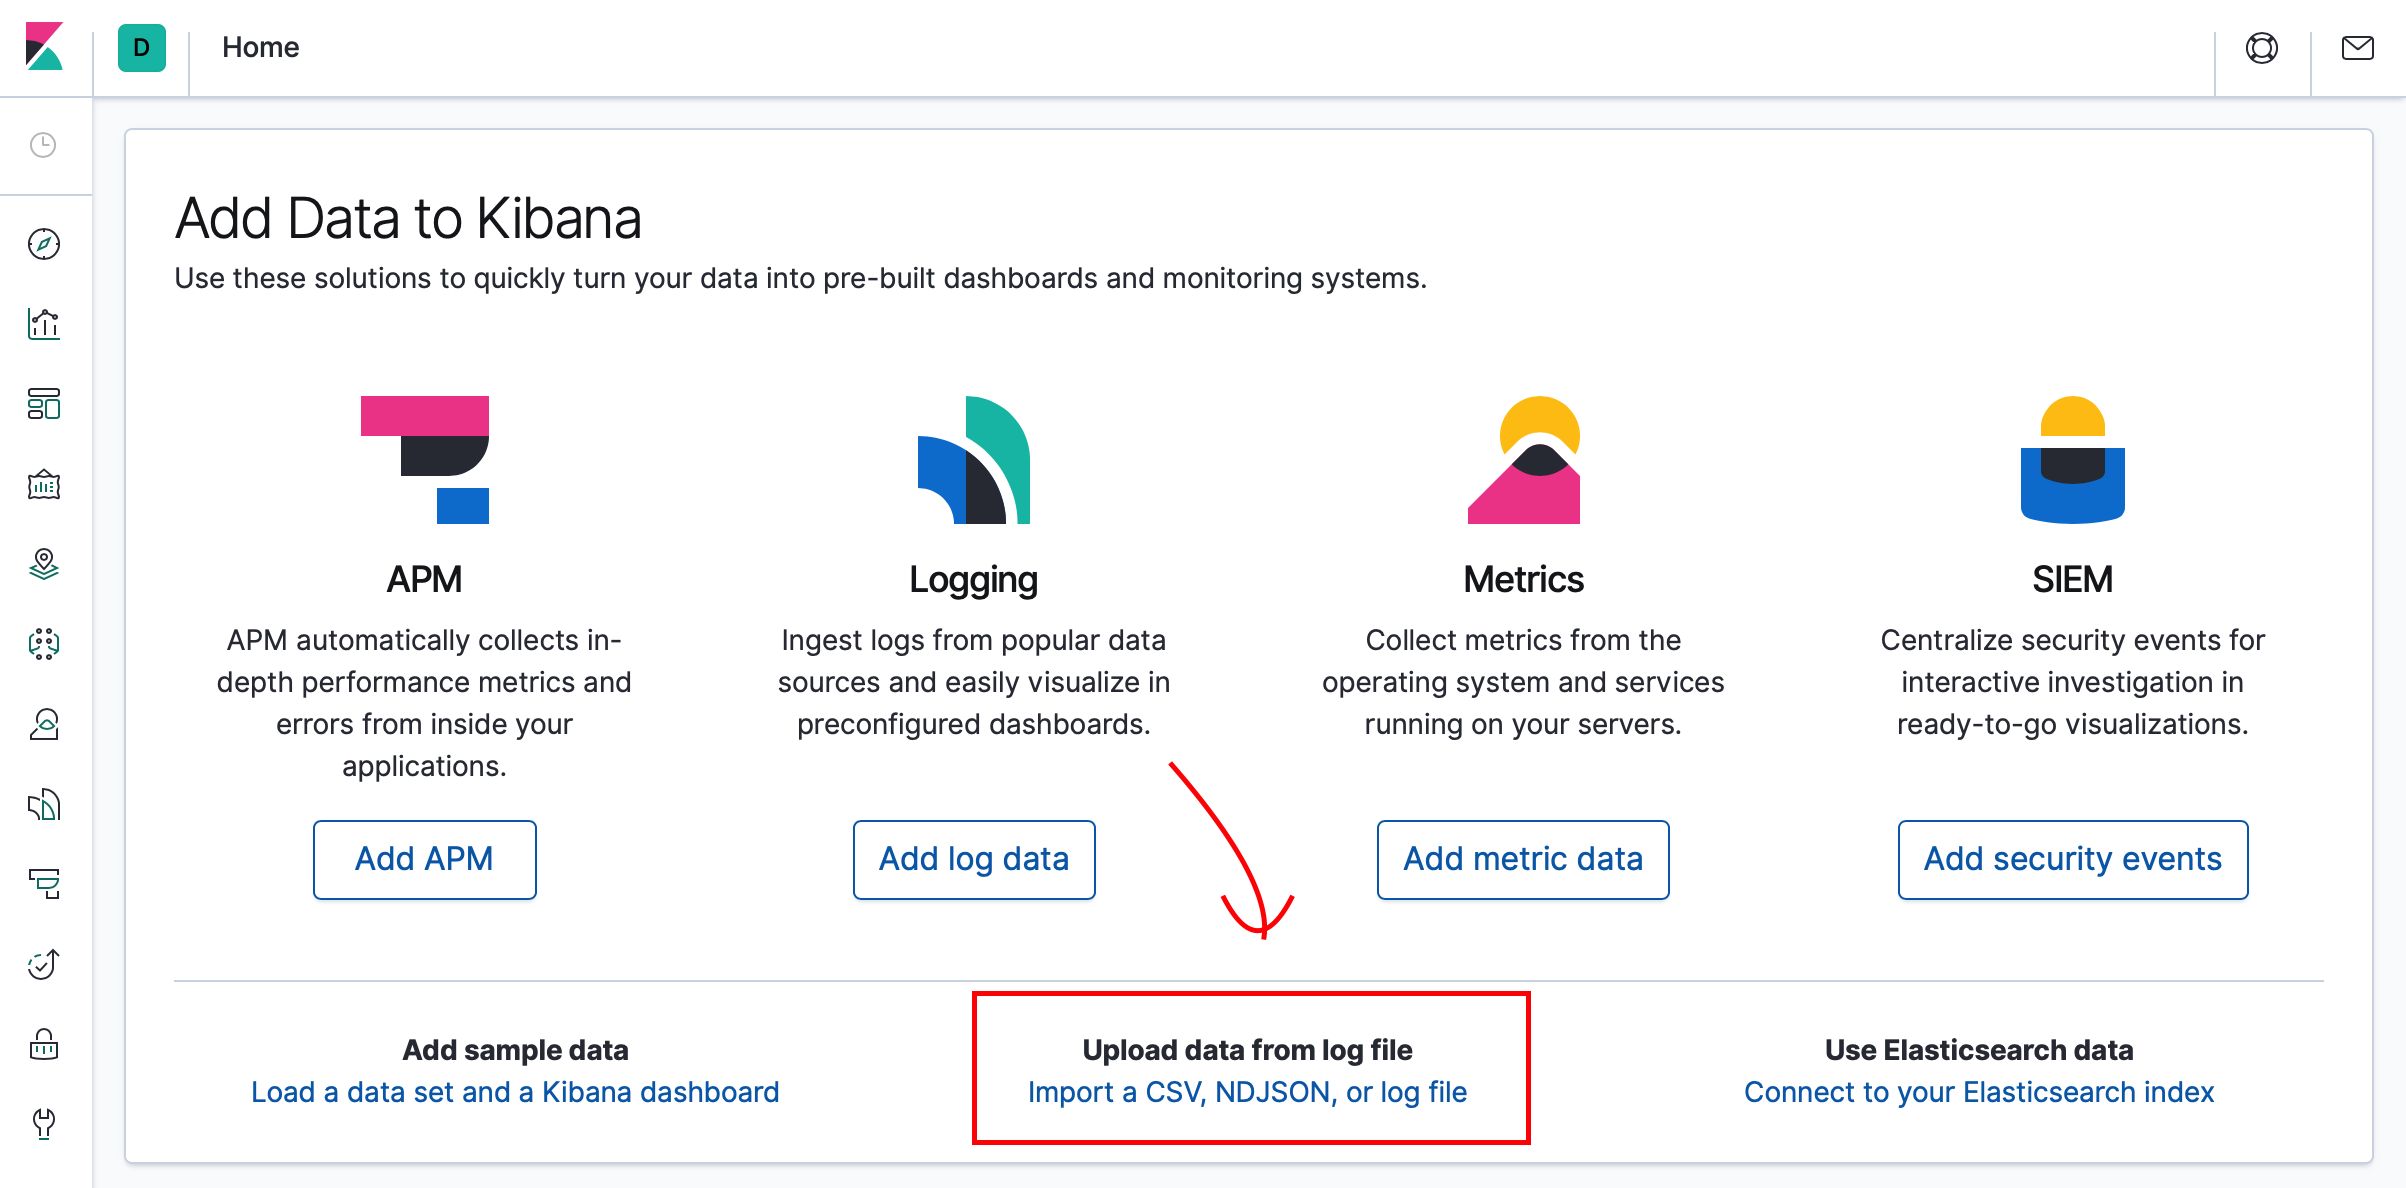 D
Home
Add Data to Kibana
Use these solutions to quickly turn your data into pre-built dashboards and monitoring systems.
APM
APM automatically collects in-
depth performance metrics and
errors from inside your
applications.
Add APM
Logging
Ingest logs from popular data
sources and easily visualize in
preconfigured dashboards.
Add log data
Metrics
Collect metrics from the
operating system and services
running on your servers.
Add metric data
SIEM
Centralize security events for
interactive investigation in
ready-to-go visualizations.
Add security events
Add sample data
Load a data set and a Kibana dashboard
Upload data from log file
Import a CSV, NDJSON, or log file
Use Elasticsearch data
Connect to your Elasticsearch index